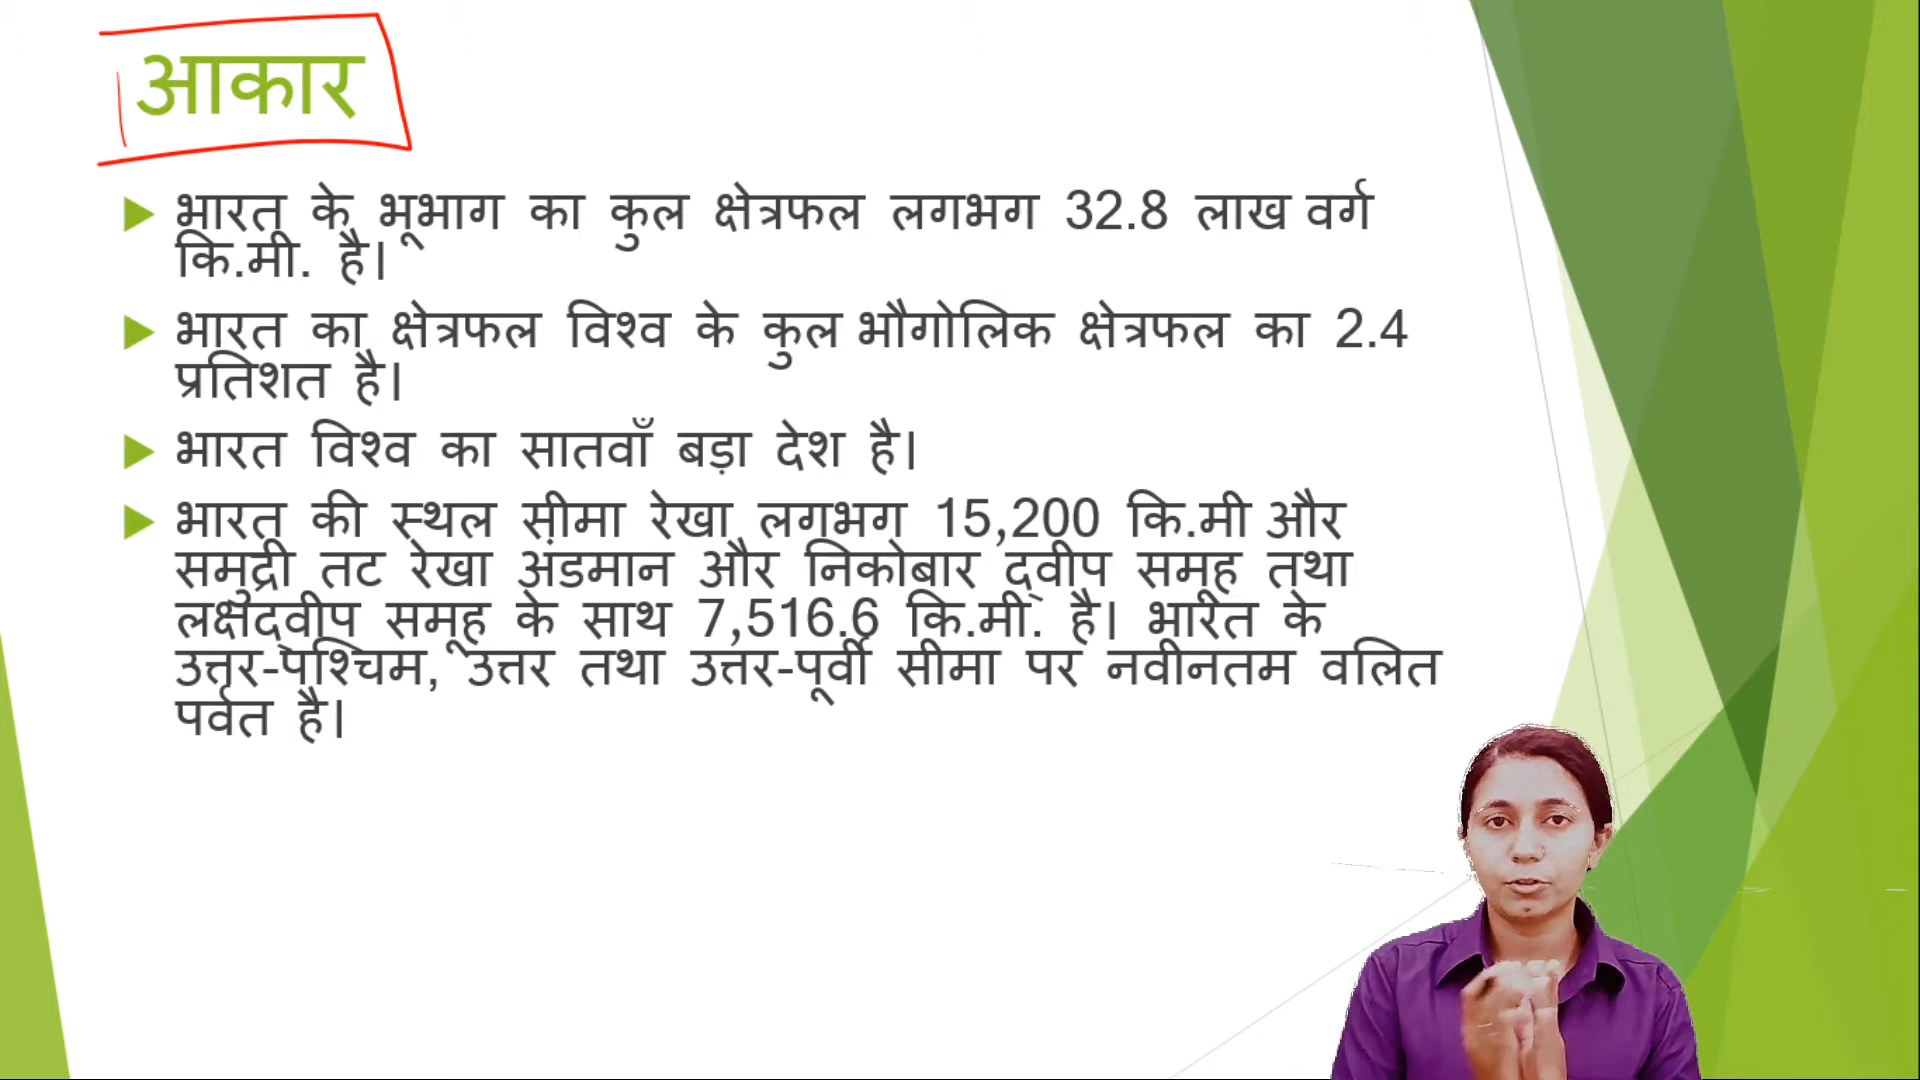 आकार
भारत के भूभाग का कुल क्षेत्रफल लगभग 32.8 लाख वर्ग
कि.मी. है।
भारत का क्षेत्रफल विश्व के कुल भौगोलिक क्षेत्रफल का 2.4
प्रतिशत है।
भारत विश्व का सातवाँ बड़ा देश है।
भारत की स्थल सीमा रेखा लगभग 15,200 कि.मी और
समुद्री तट रेखा अंडमान और निकोबार द्वीप समूह तथा
लक्षद्वीप समूह के साथ 7,516.6 कि.मी. है। भारत के
उत्तर-पश्चिम, उत्तर तथा उत्तर-पूर्वी सीमा पर नवीनतम वलित
पर्वत है।